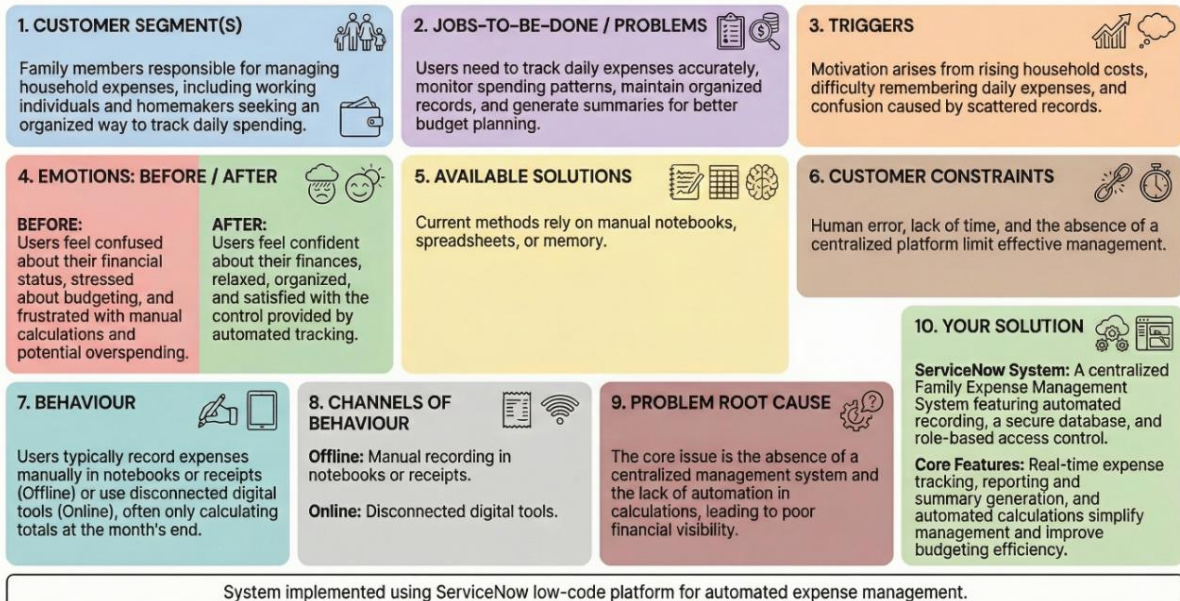 1. CUSTOMER SEGMENT(S)
Family members responsible for managing
household expenses, including working
individuals and homemakers seeking an
organized way to track daily spending.
2. JOBS-TO-BE-DONE / PROBLEMS
Users need to track daily expenses accurately,
monitor spending patterns, maintain organized
records, and generate summaries for better
budget planning.
3. TRIGGERS
Motivation arises from rising household costs,
difficulty remembering daily expenses, and
confusion caused by scattered records.
4. EMOTIONS: BEFORE / AFTER
BEFORE:
Users feel confused
about their financial
status, stressed
about budgeting, and
frustrated with manual
calculations and
potential overspending.
AFTER:
Users feel confident
about their finances,
relaxed, organized,
and satisfied with the
control provided by
automated tracking.
5. AVAILABLE SOLUTIONS
Current methods rely on manual notebooks,
spreadsheets, or memory.
6. CUSTOMER CONSTRAINTS
Human error, lack of time, and the absence of a
centralized platform limit effective management.
7. BEHAVIOUR
Users typically record expenses
manually in notebooks or receipts
(Offline) or use disconnected digital
tools (Online), often only calculating
totals at the month's end.
8. CHANNELS OF
BEHAVIOUR
Offline: Manual recording in
notebooks or receipts.
Online: Disconnected digital tools.
9. PROBLEM ROOT CAUSE
The core issue is the absence of a
centralized management system and
the lack of automation in
calculations, leading to poor
financial visibility.
10. YOUR SOLUTION
ServiceNow System: A centralized
Family Expense Management
System featuring automated
recording, a secure database, and
role-based access control.
Core Features: Real-time expense
tracking, reporting and
summary generation, and
automated calculations simplify
management and improve
budgeting efficiency.
System implemented using ServiceNow low-code platform for automated expense management.